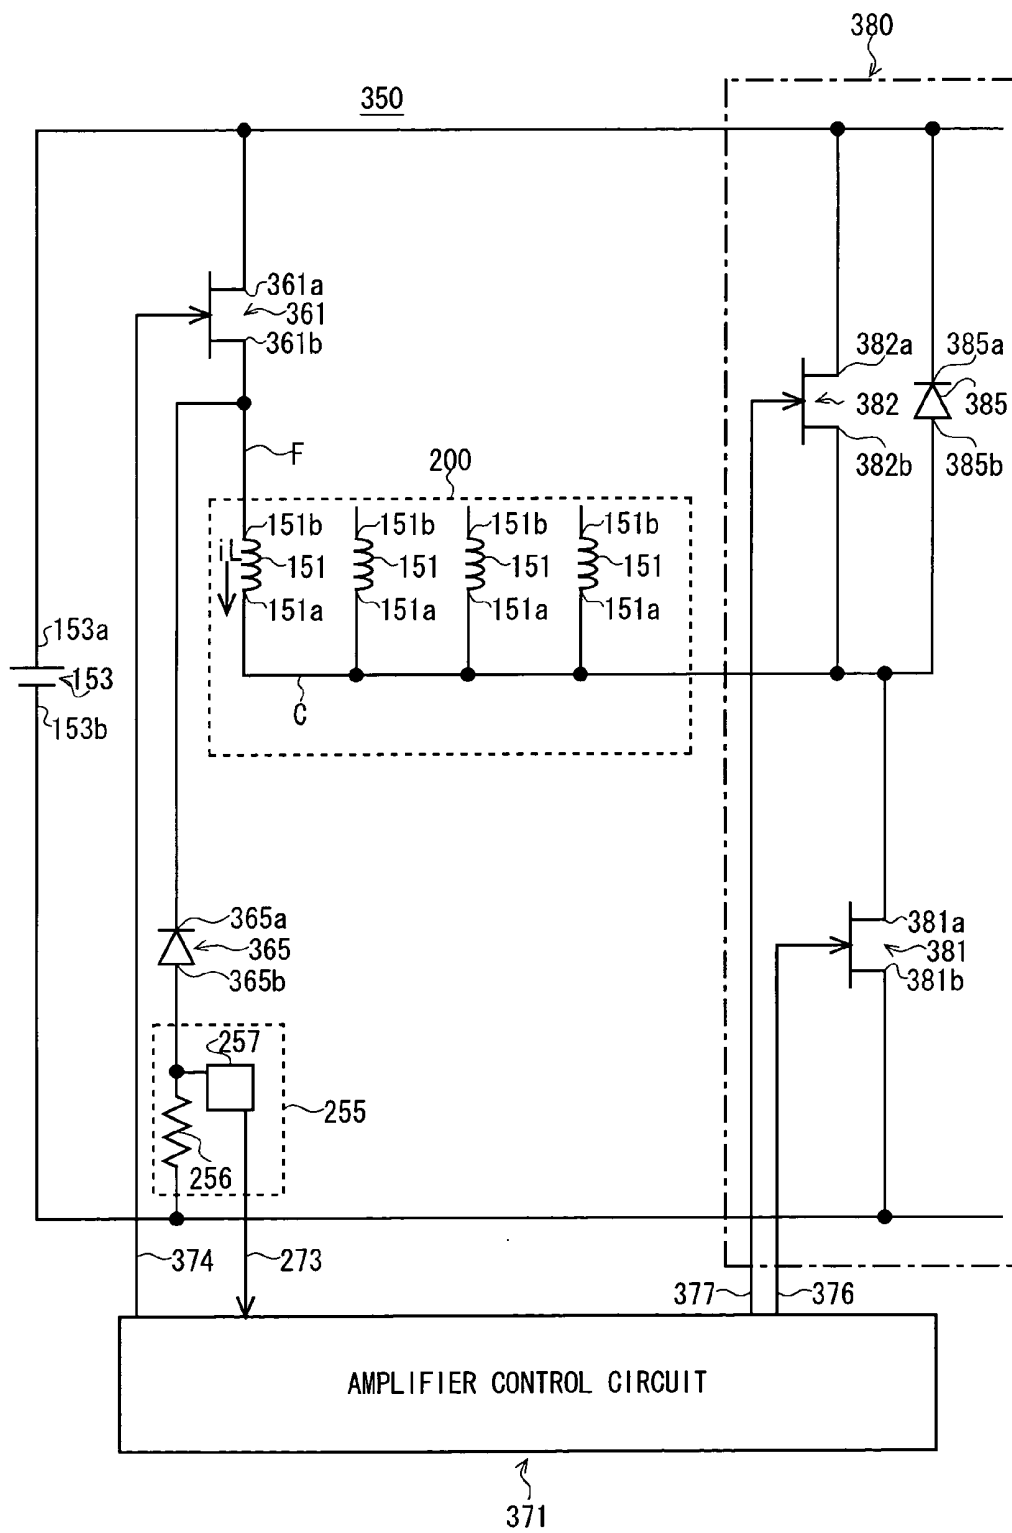 380
350
361a
361
361b
382a
382
382b
385a
385
385b
F
200
151b
151b
151b
151b
iL
151
151
151
151
151a
151a
151a
151a
153a
153
153b
C
365a
365
365b
381a
381
381b
257
255
256
374
273
377
376
AMPLIFIER CONTROL CIRCUIT
371